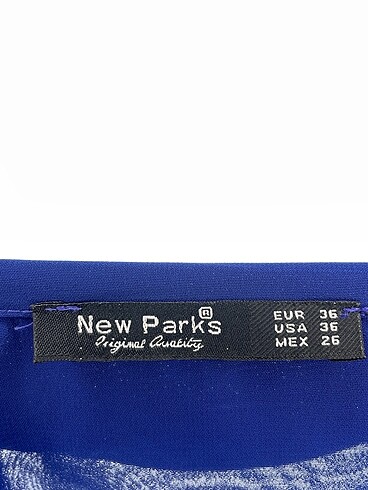 New Parks®
Original Quality
EUR 36
USA 36
MEX 26